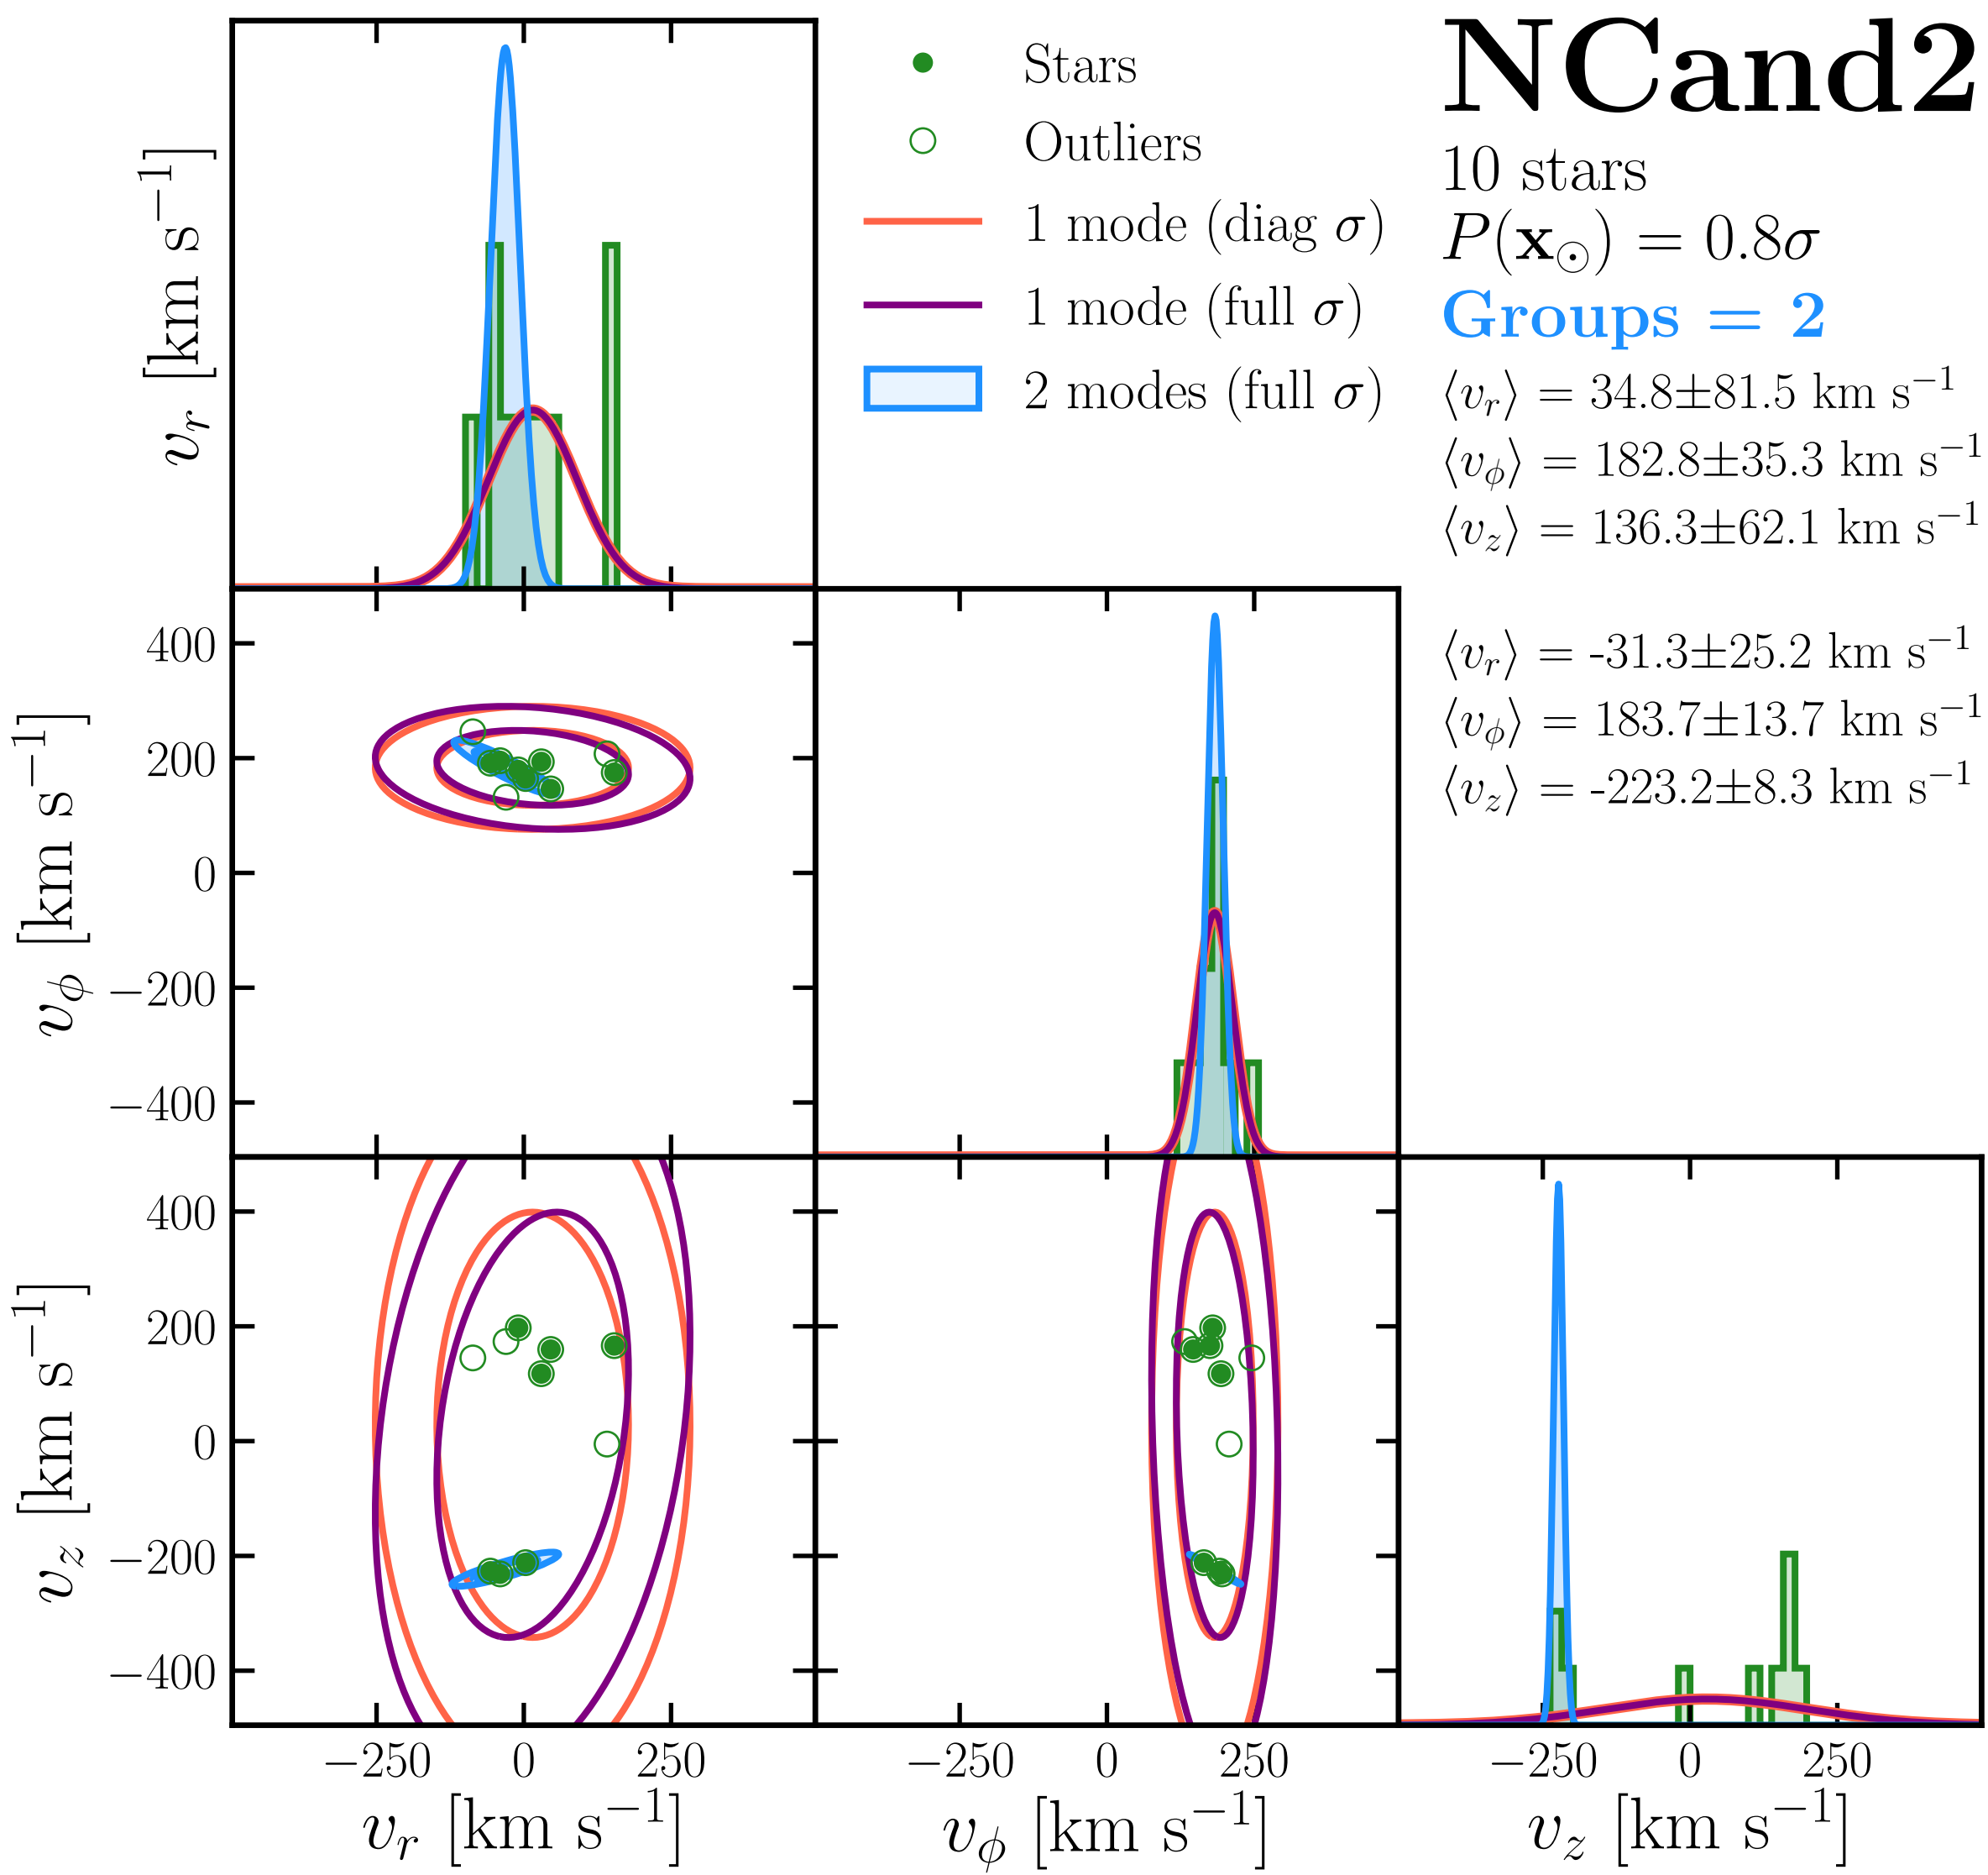 NCand2
10 stars
P(x⊙) = 0.8σ
Groups = 2
⟨v_r⟩ = 34.8±81.5 km s⁻¹
⟨v_ϕ⟩ = 182.8±35.3 km s⁻¹
⟨v_z⟩ = 136.3±62.1 km s⁻¹
⟨v_r⟩ = -31.3±25.2 km s⁻¹
⟨v_ϕ⟩ = 183.7±13.7 km s⁻¹
⟨v_z⟩ = -223.2±8.3 km s⁻¹
Stars
Outliers
1 mode (diag σ)
1 mode (full σ)
2 modes (full σ)
v_r [km s⁻¹]
v_ϕ [km s⁻¹]
400
200
0
−200
−400
v_z [km s⁻¹]
400
200
0
−200
−400
−250 0 250
−250 0 250
−250 0 250
v_r [km s⁻¹]
v_ϕ [km s⁻¹]
v_z [km s⁻¹]